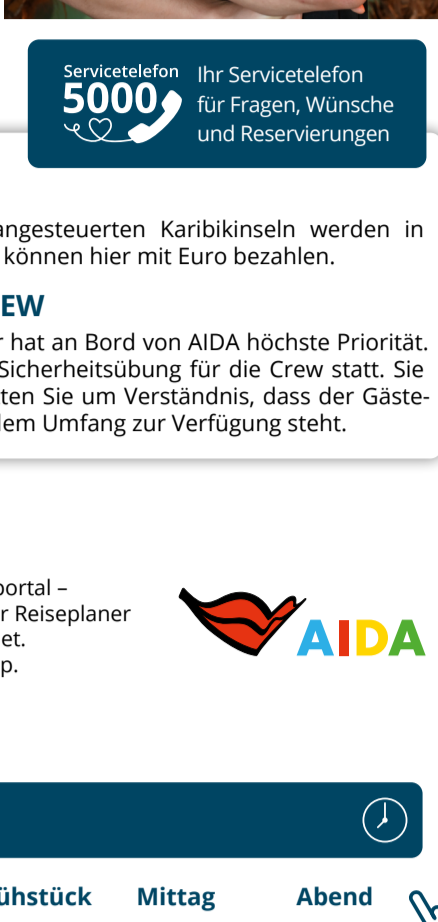 Servicetelefon
5000
Ihr Servicetelefon
für Fragen, Wünsche
und Reservierungen
angesteuerten Karibikinseln werden in
können hier mit Euro bezahlen.
EW
r hat an Bord von AIDA höchste Priorität.
Sicherheitsübung für die Crew statt. Sie
ten Sie um Verständnis, dass der Gäste-
dem Umfang zur Verfügung steht.
portal –
r Reiseplaner
et.
p.
AIDA
ühstück Mittag Abend